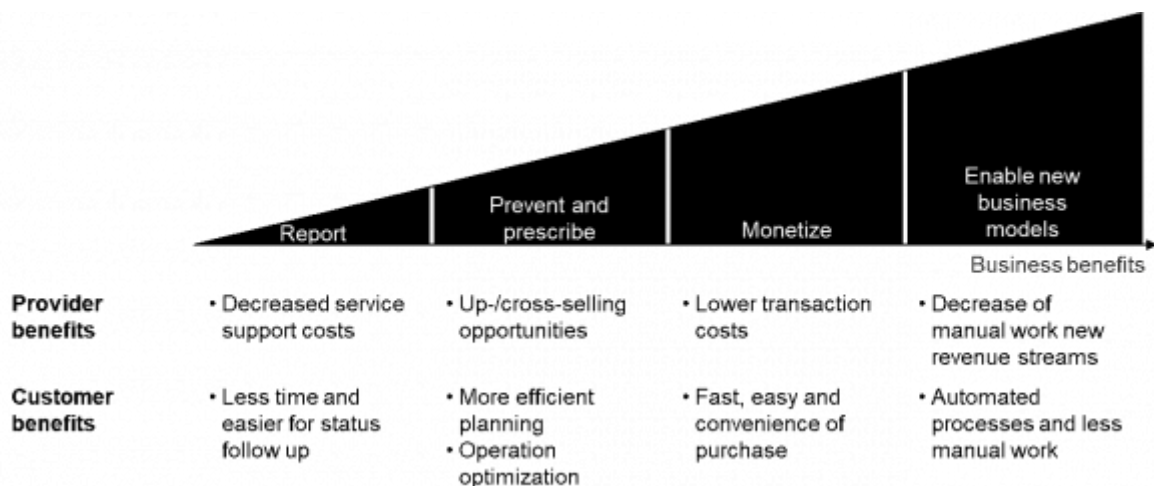 Report
Prevent and
prescribe
Monetize
Enable new
business
models
Business benefits
Provider
benefits
• Decreased service
support costs
• Up-/cross-selling
opportunities
• Lower transaction
costs
• Decrease of
manual work new
revenue streams
Customer
benefits
• Less time and
easier for status
follow up
• More efficient
planning
• Operation
optimization
• Fast, easy and
convenience of
purchase
• Automated
processes and less
manual work